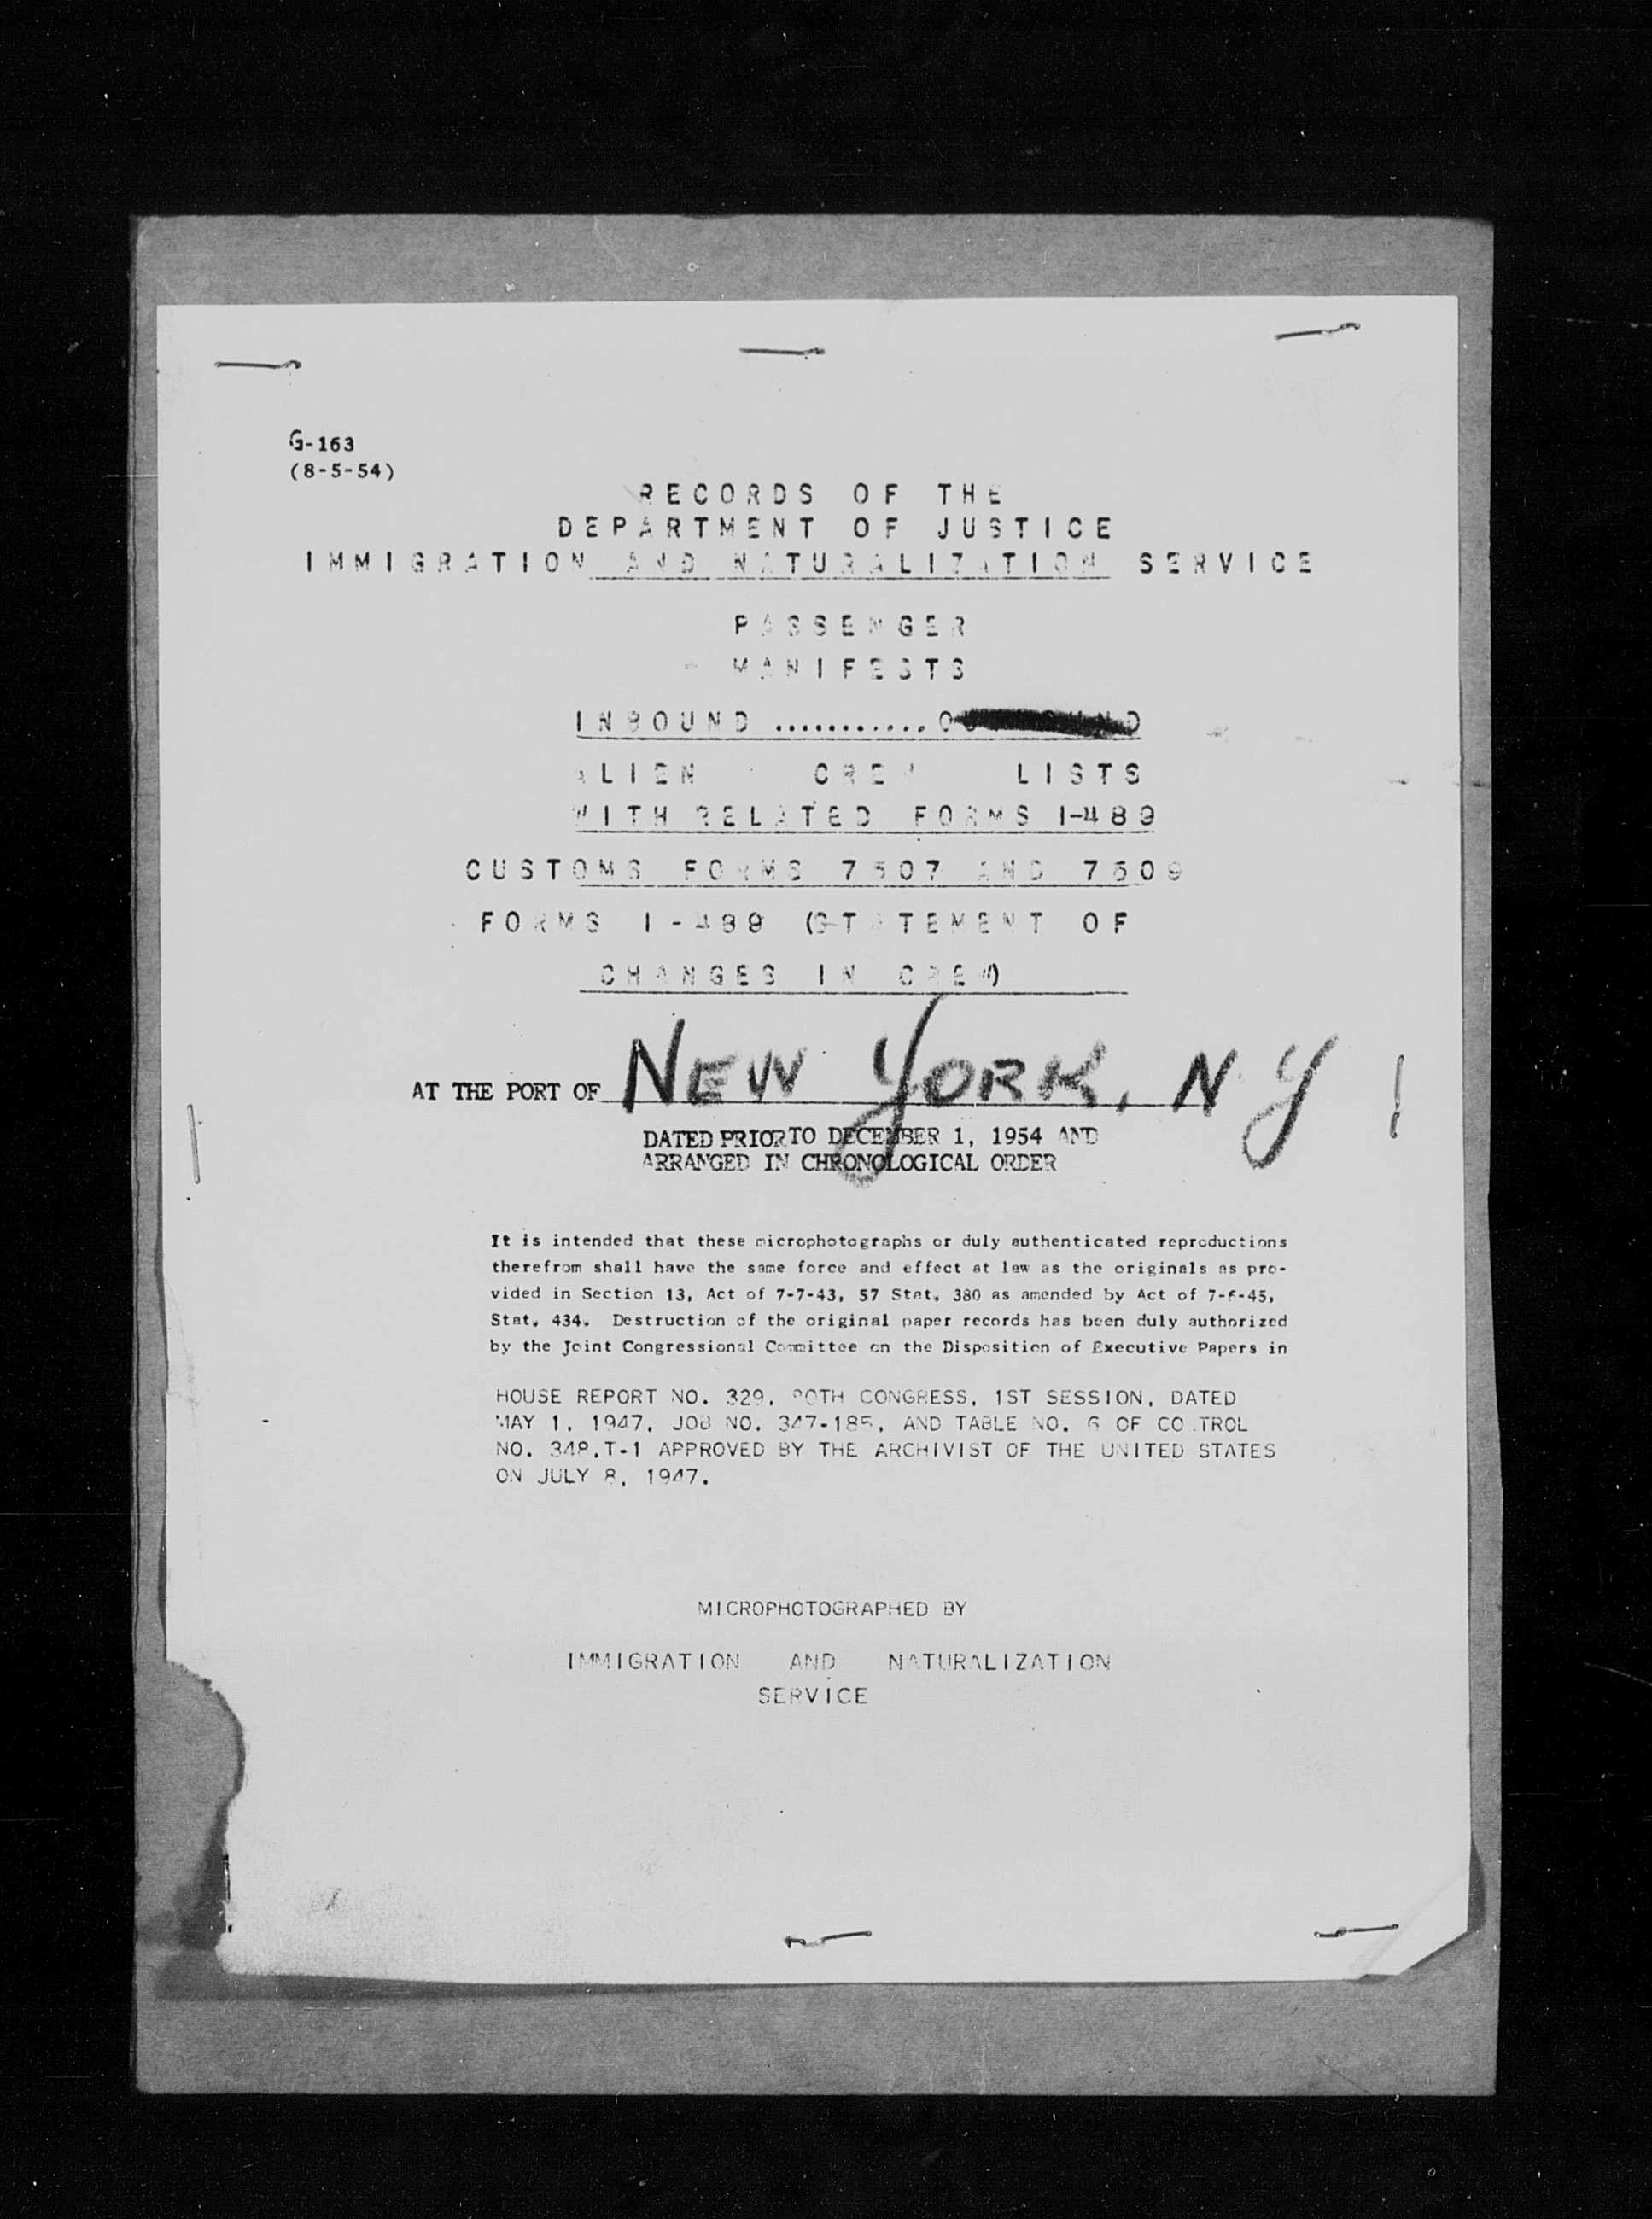 G-163
(8-5-54)
RECORDS OF THE
DEPARTMENT OF JUSTICE
IMMIGRATION AND NATURALIZATION SERVICE
PASSENGER
MANIFESTS
INBOUND ...........
ALIEN CREW LISTS
WITH RELATED FORMS I-489
CUSTOMS FORMS 7507 AND 7509
FORMS I-489 (STATEMENT OF
CHANGES IN CREW)
AT THE PORT OF NEW YORK, NY
DATED PRIOR TO DECEMBER 1, 1954 AND
ARRANGED IN CHRONOLOGICAL ORDER
It is intended that these microphotographs or duly authenticated reproductions
therefrom shall have the same force and effect at law as the originals as pro-
vided in Section 13, Act of 7-7-43, 57 Stat. 380 as amended by Act of 7-6-45,
Stat. 434. Destruction of the original paper records has been duly authorized
by the Joint Congressional Committee on the Disposition of Executive Papers in
HOUSE REPORT NO. 329, 80TH CONGRESS, 1ST SESSION, DATED
MAY 1, 1947, JOB NO. 347-185, AND TABLE NO. 6 OF CO TROL
NO. 348,T-1 APPROVED BY THE ARCHIVIST OF THE UNITED STATES
ON JULY 8, 1947.
MICROPHOTOGRAPHED BY
IMMIGRATION AND NATURALIZATION
SERVICE